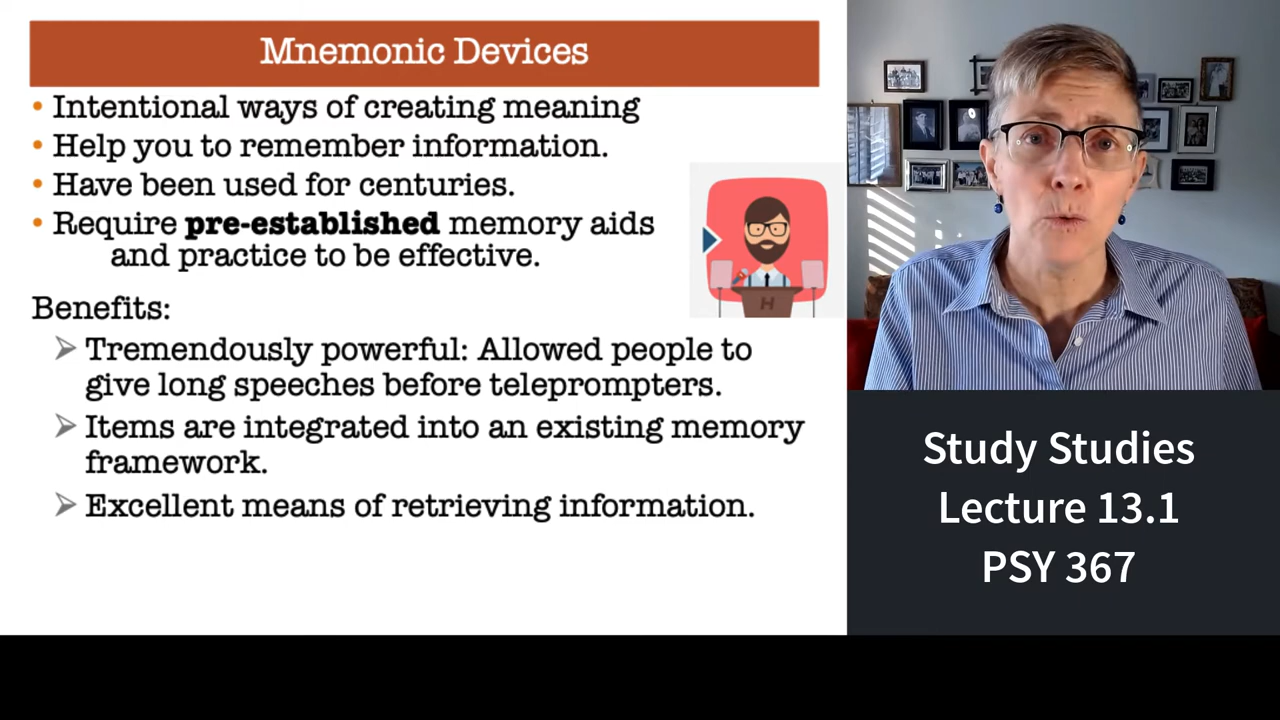 Mnemonic Devices
• Intentional ways of creating meaning
• Help you to remember information.
• Have been used for centuries.
• Require pre-established memory aids
and practice to be effective.
H
Benefits:
➢ Tremendously powerful: Allowed people to
give long speeches before teleprompters.
➢ Items are integrated into an existing memory
framework.
➢ Excellent means of retrieving information.
Study Studies
Lecture 13.1
PSY 367